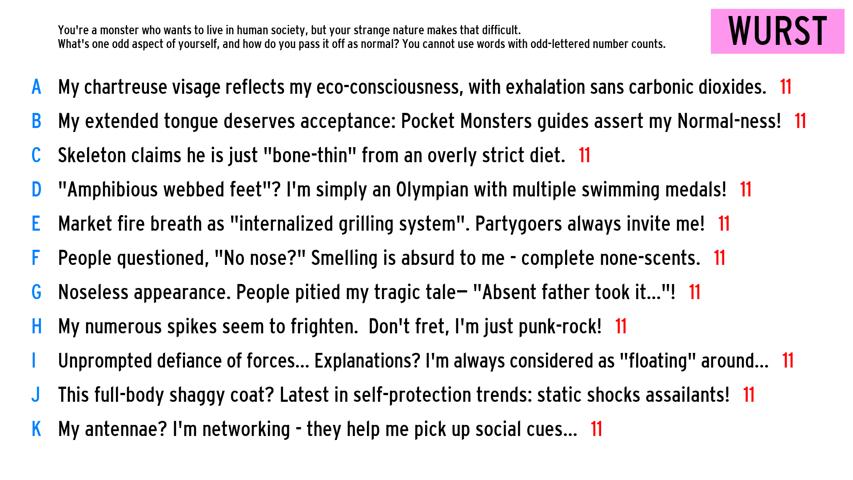 You're a monster who wants to live in human society, but your strange nature makes that difficult.
What's one odd aspect of yourself, and how do you pass it off as normal? You cannot use words with odd-lettered number counts.
WURST
A My chartreuse visage reflects my eco-consciousness, with exhalation sans carbonic dioxides. 11
B My extended tongue deserves acceptance: Pocket Monsters guides assert my Normal-ness! 11
C Skeleton claims he is just "bone-thin" from an overly strict diet. 11
D "Amphibious webbed feet"? I'm simply an Olympian with multiple swimming medals! 11
E Market fire breath as "internalized grilling system". Partygoers always invite me! 11
F People questioned, "No nose?" Smelling is absurd to me - complete none-scents. 11
G Noseless appearance. People pitied my tragic tale— "Absent father took it..."! 11
H My numerous spikes seem to frighten.  Don't fret, I'm just punk-rock! 11
I Unprompted defiance of forces... Explanations? I'm always considered as "floating" around... 11
J This full-body shaggy coat? Latest in self-protection trends: static shocks assailants! 11
K My antennae? I'm networking - they help me pick up social cues... 11